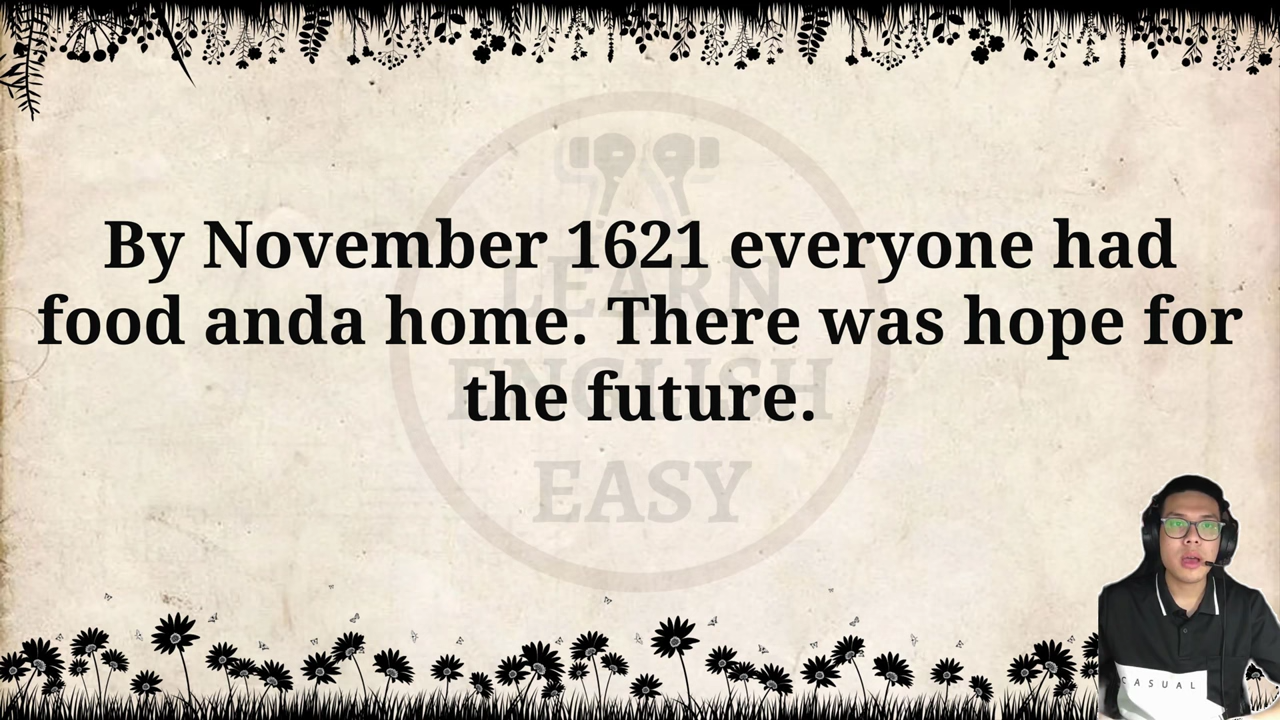 By November 1621 everyone had
food anda home. There was hope for
the future.
LEARN
ENGLISH
EASY
CASUAL